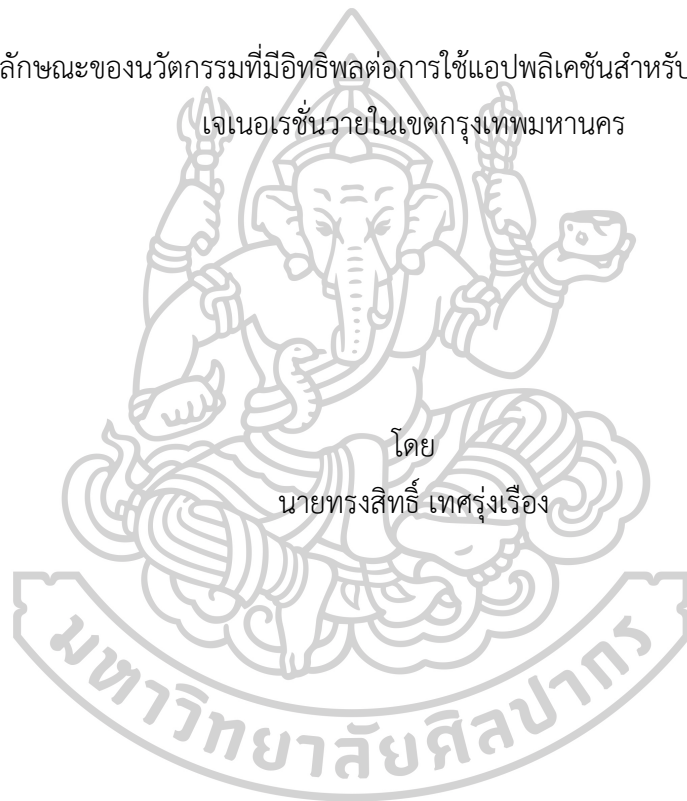 ลักษณะของนวัตกรรมที่มีอิทธิพลต่อการใช้แอปพลิเคชันสำหรับ
เจเนอเรชั่นวายในเขตกรุงเทพมหานคร
โดย
นายทรงสิทธิ์ เทศรุ่งเรือง
มหาวิทยาลัยศิลปากร